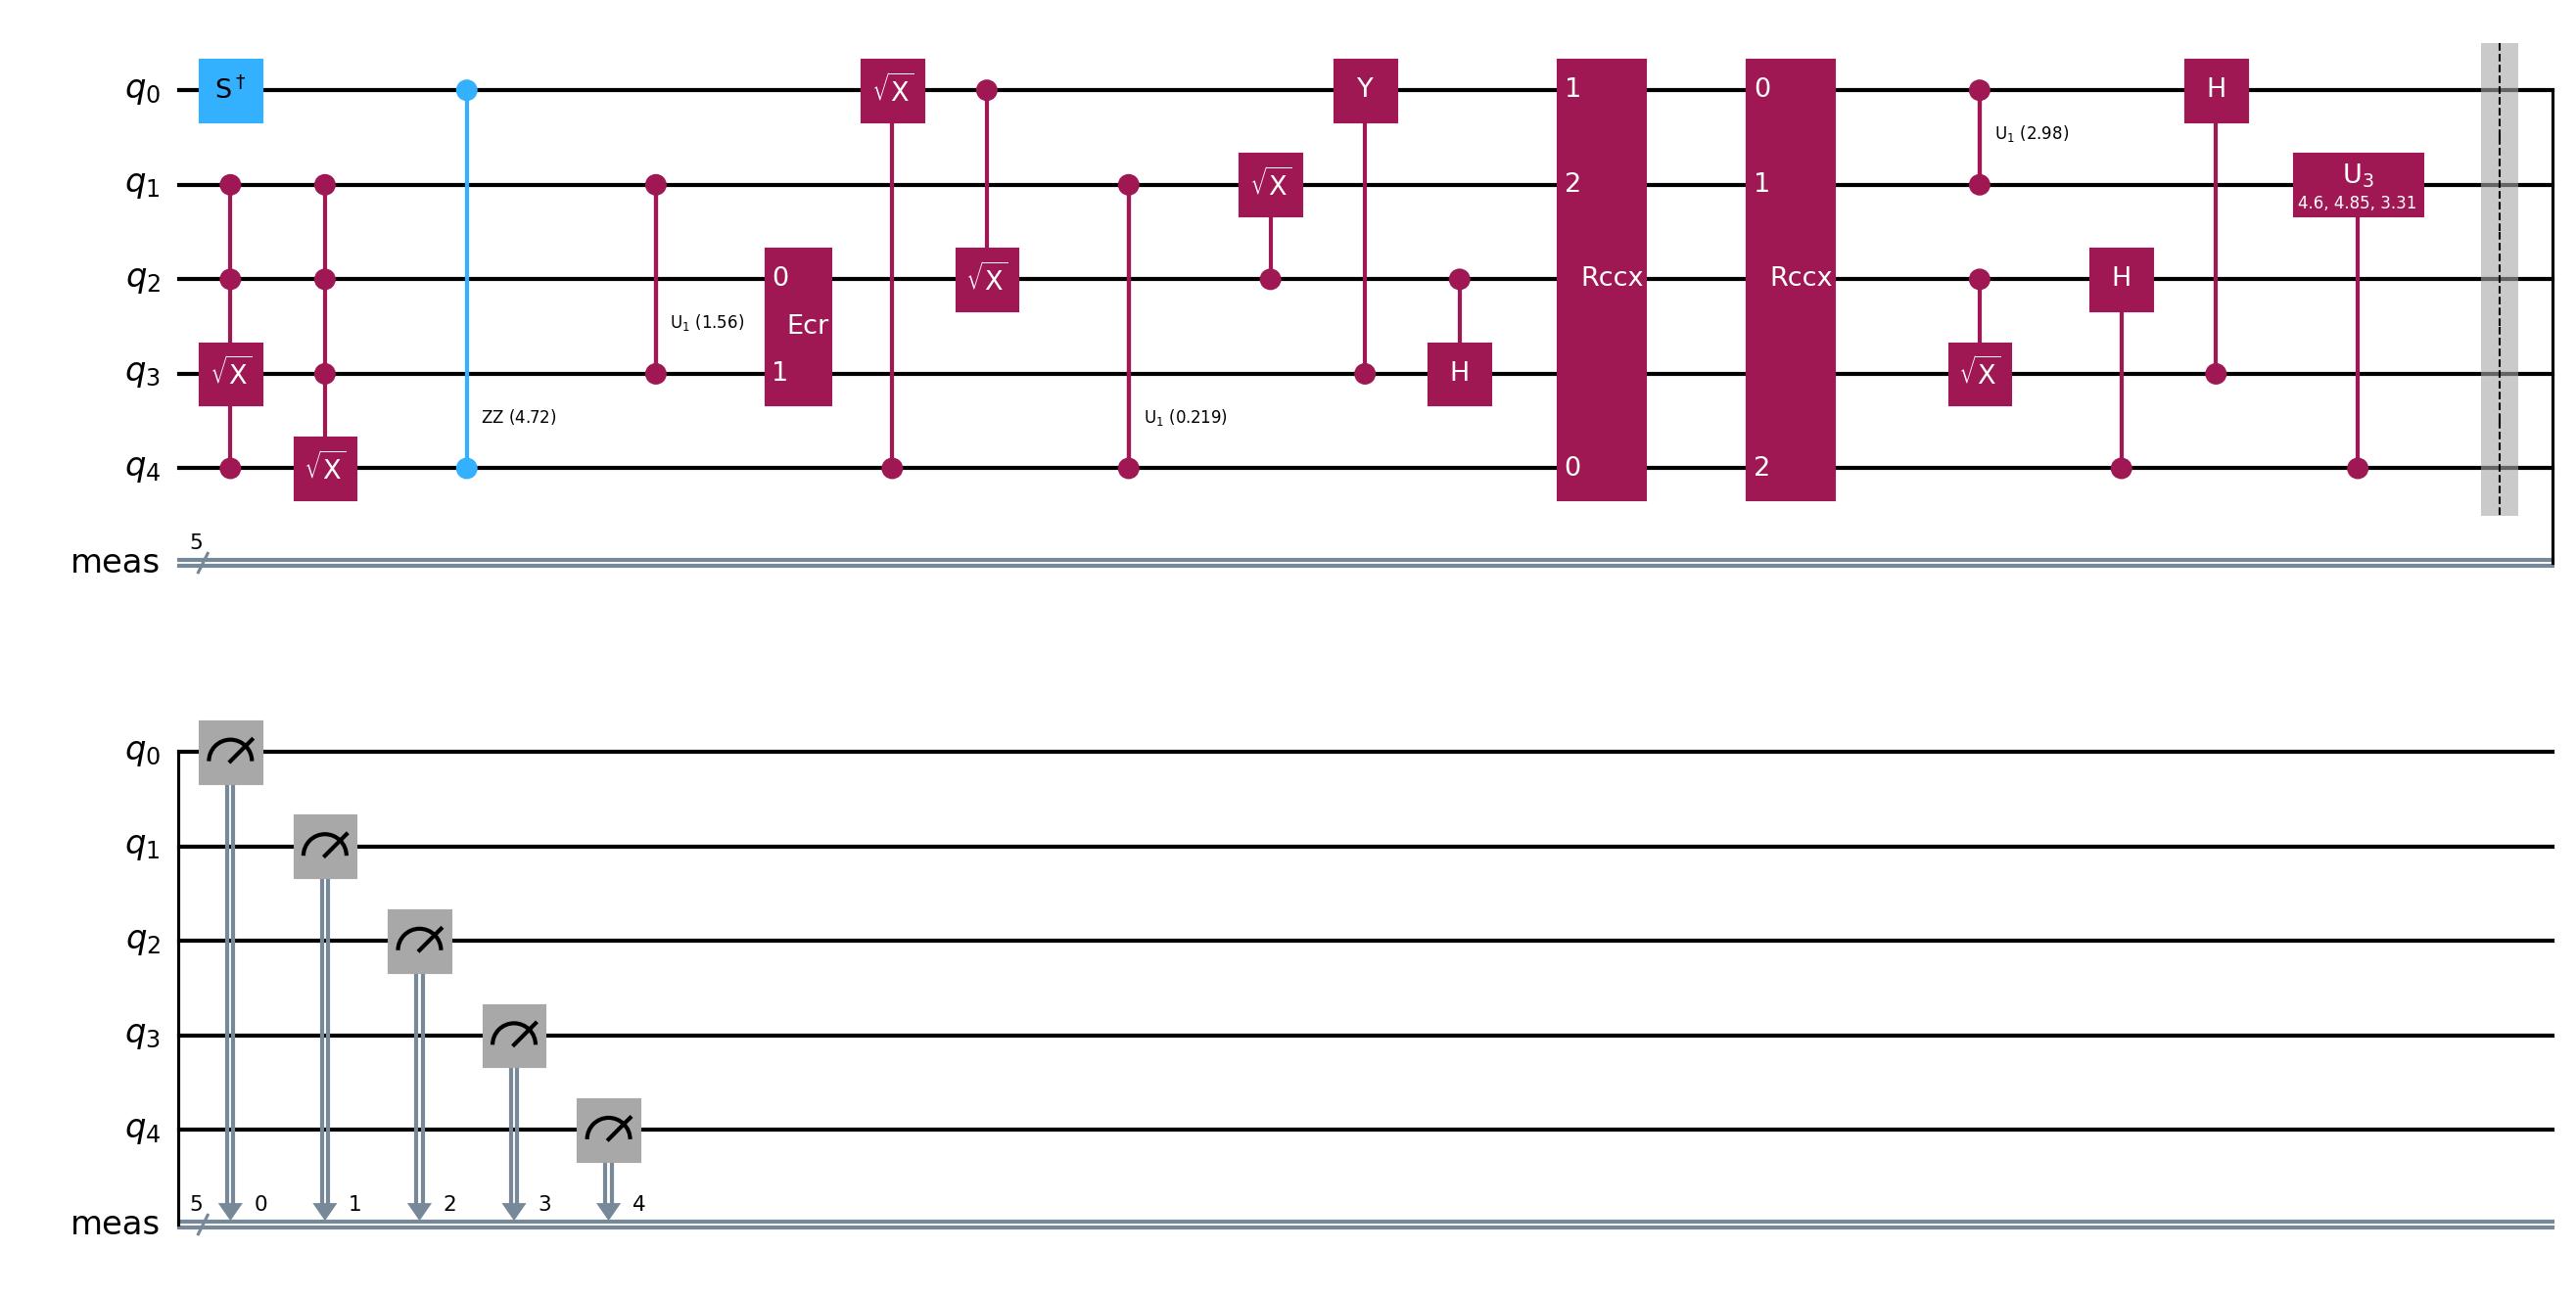 q0 S† √X Y 1 0 H
U1 (2.98)
q1 √X 2 1 U3
4.6, 4.85, 3.31
q2 0 √X Rccx Rccx H
U1 (1.56) Ecr
q3 √X 1 H √X
ZZ (4.72) U1 (0.219)
q4 √X 0 2
5
meas
q0
q1
q2
q3
q4
5 0 1 2 3 4
meas